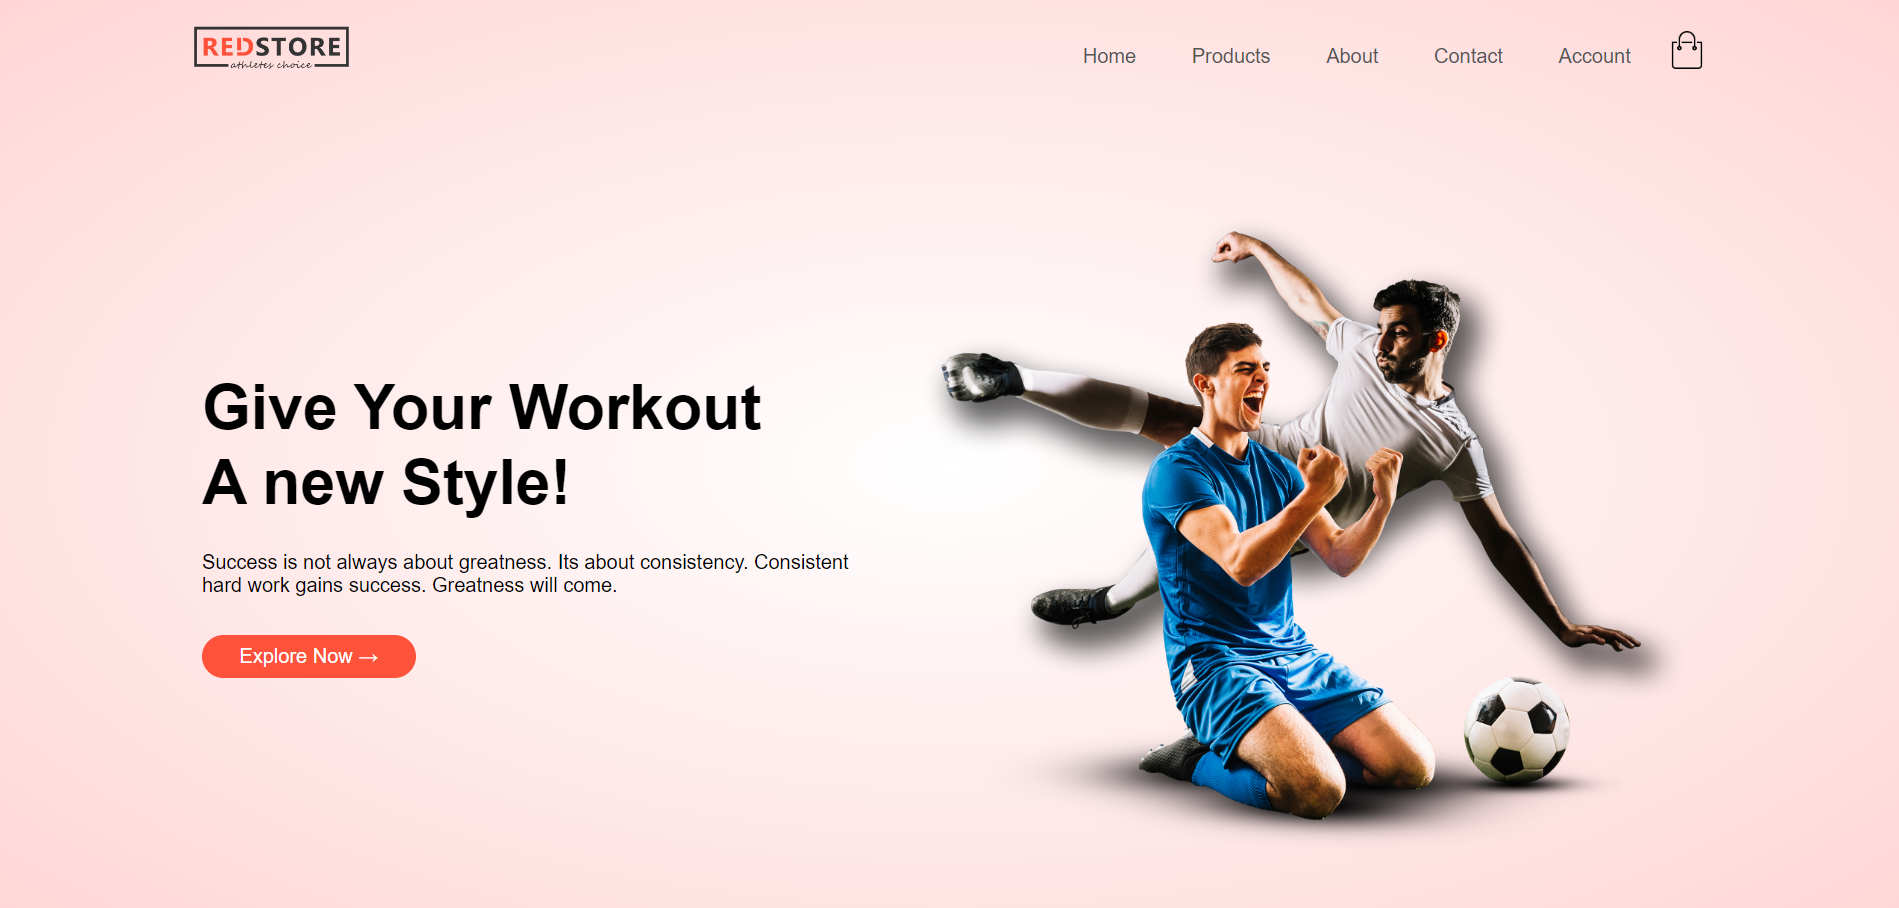 REDSTORE
athletes choice
Home
Products
About
Contact
Account
Give Your Workout
A new Style!
Success is not always about greatness. Its about consistency. Consistent
hard work gains success. Greatness will come.
Explore Now →